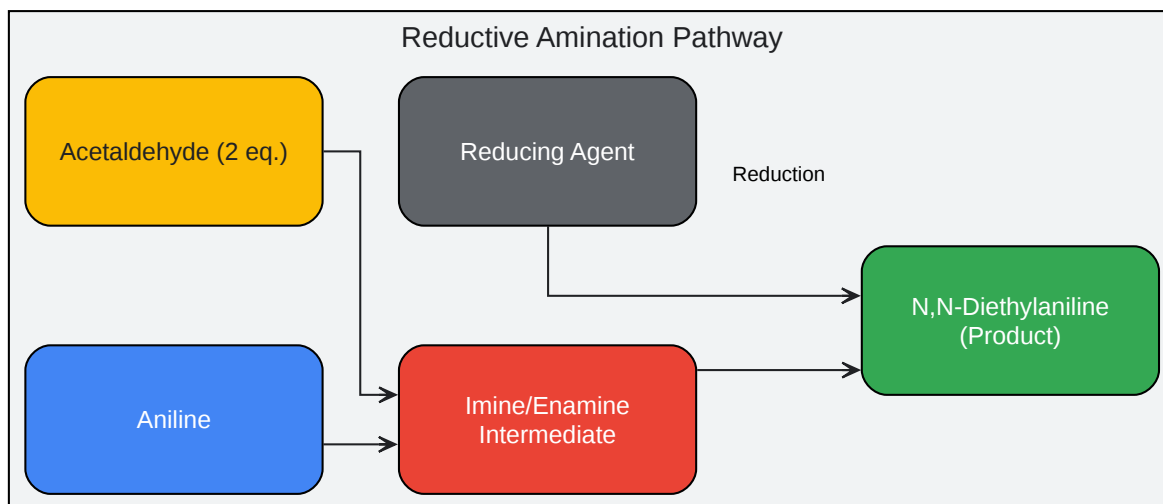 Reductive Amination Pathway
Acetaldehyde (2 eq.)
Reducing Agent
Reduction
N,N-Diethylaniline
(Product)
Aniline
Imine/Enamine
Intermediate